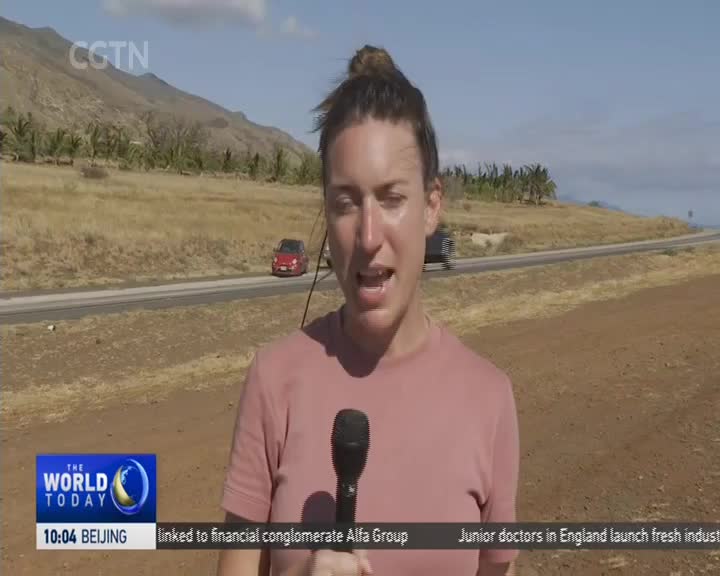 CGTN
THE
WORLD
TODAY
10:04 BEIJING
linked to financial conglomerate Alfa Group Junior doctors in England launch fresh indust